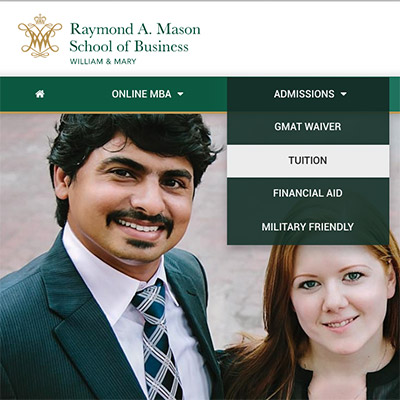 Raymond A. Mason
School of Business
WILLIAM & MARY
ONLINE MBA
ADMISSIONS
GMAT WAIVER
TUITION
FINANCIAL AID
MILITARY FRIENDLY